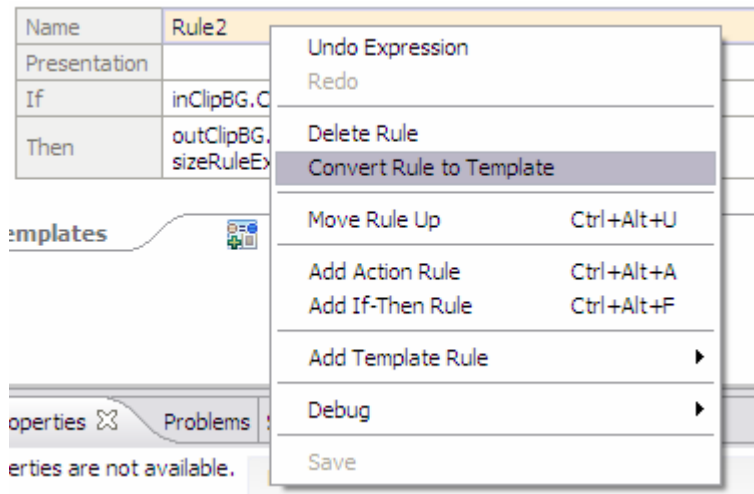 Name Rule2
Presentation
If inClipBG.C
Then outClipBG.
sizeRuleEx
emplates
Undo Expression
Redo
Delete Rule
Convert Rule to Template
Move Rule Up Ctrl+Alt+U
Add Action Rule Ctrl+Alt+A
Add If-Then Rule Ctrl+Alt+F
Add Template Rule
Debug
Save
operties Problems
erties are not available.